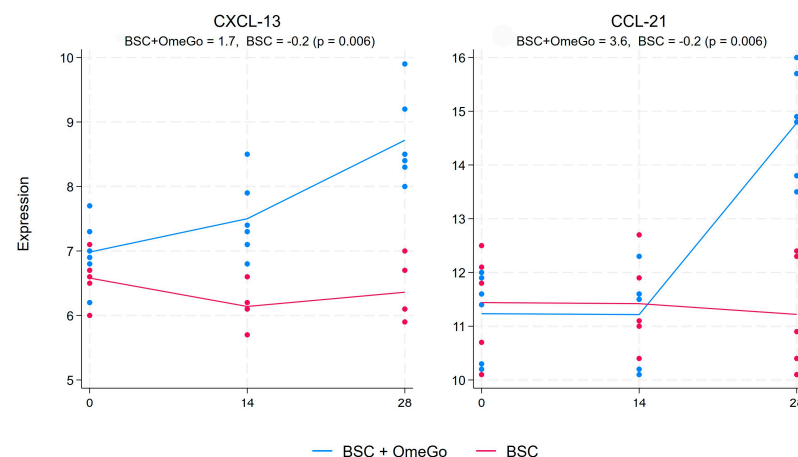 CXCL-13
BSC+OmeGo = 1.7, BSC = -0.2 (p = 0.006)
Expression
10
9
8
7
6
5
0
14
28
CCL-21
BSC+OmeGo = 3.6, BSC = -0.2 (p = 0.006)
16
15
14
13
12
11
10
0
14
28
BSC + OmeGo
BSC